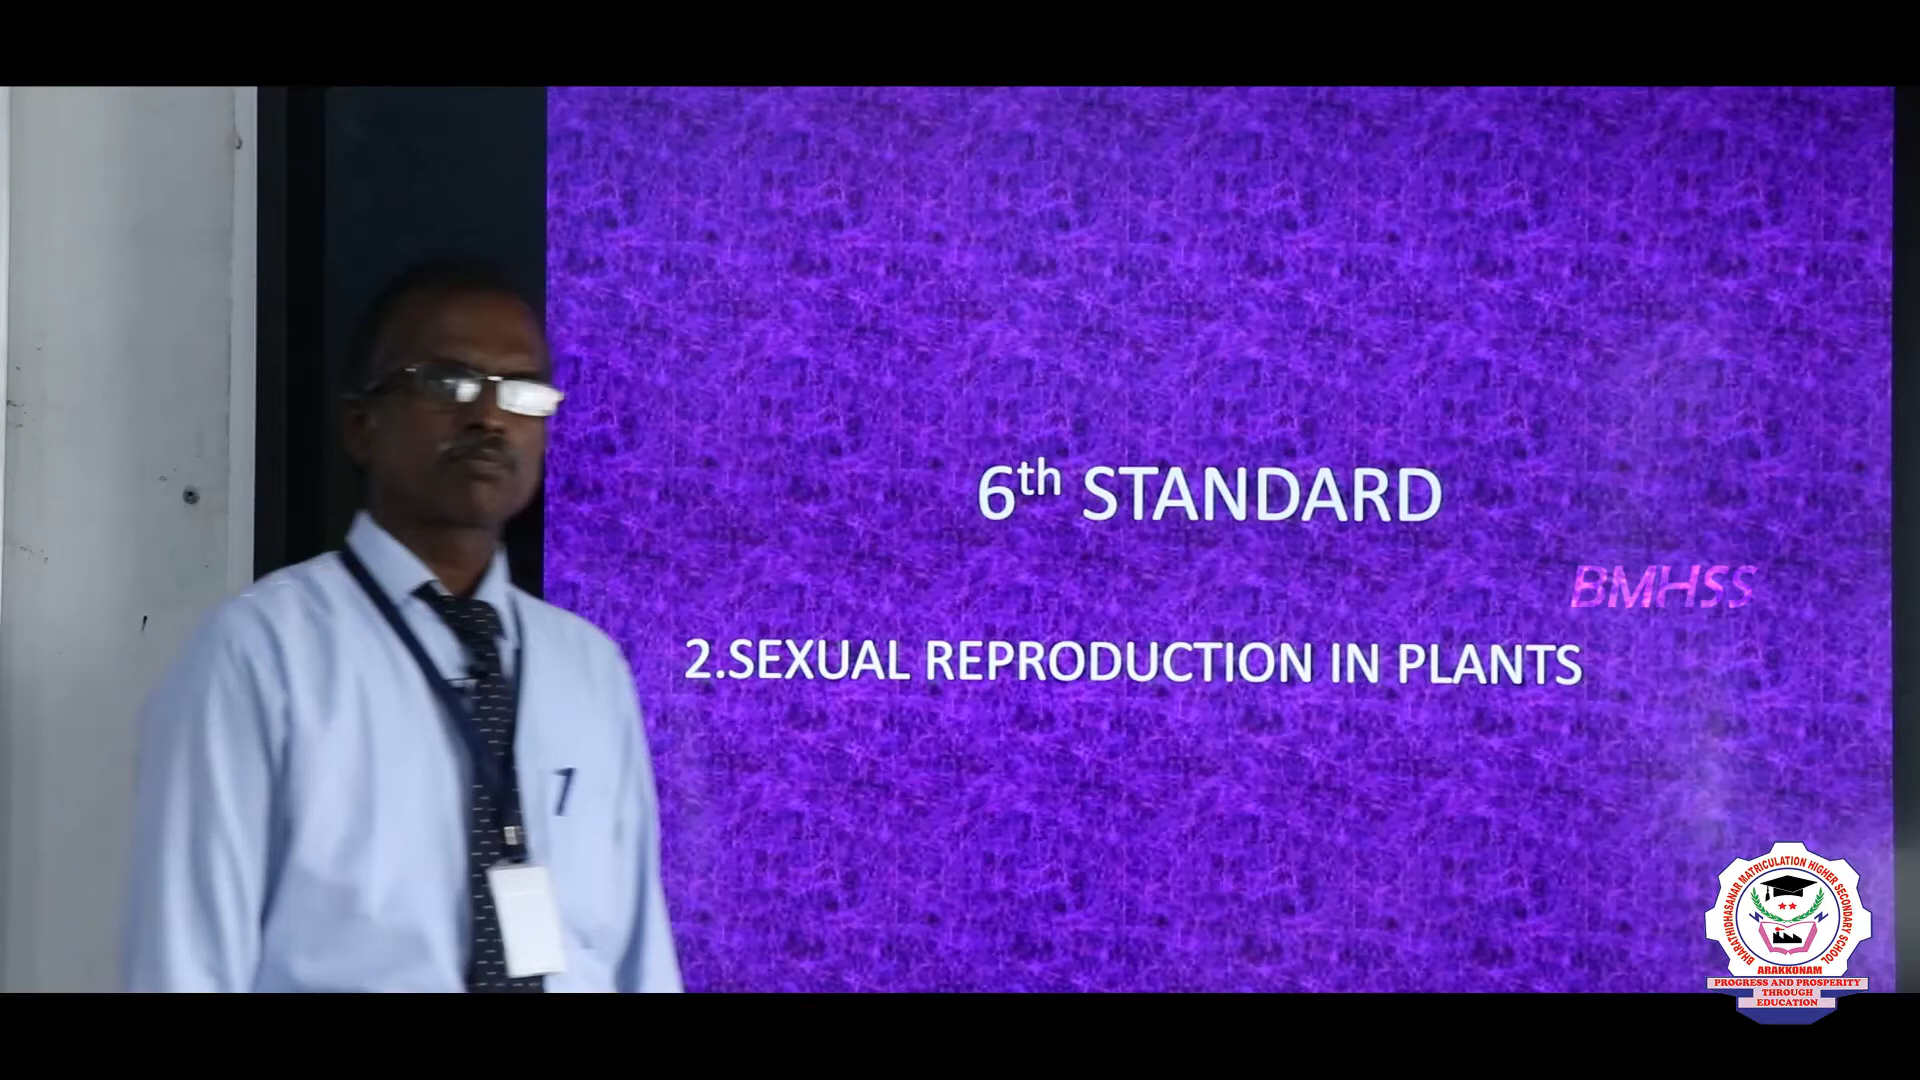 6th STANDARD
BMHSS
2.SEXUAL REPRODUCTION IN PLANTS
BHARATHIDHASANAR MATRICULATION HIGHER SECONDARY SCHOOL
ARAKKONAM
PROGRESS AND PROSPERITY
THROUGH
EDUCATION